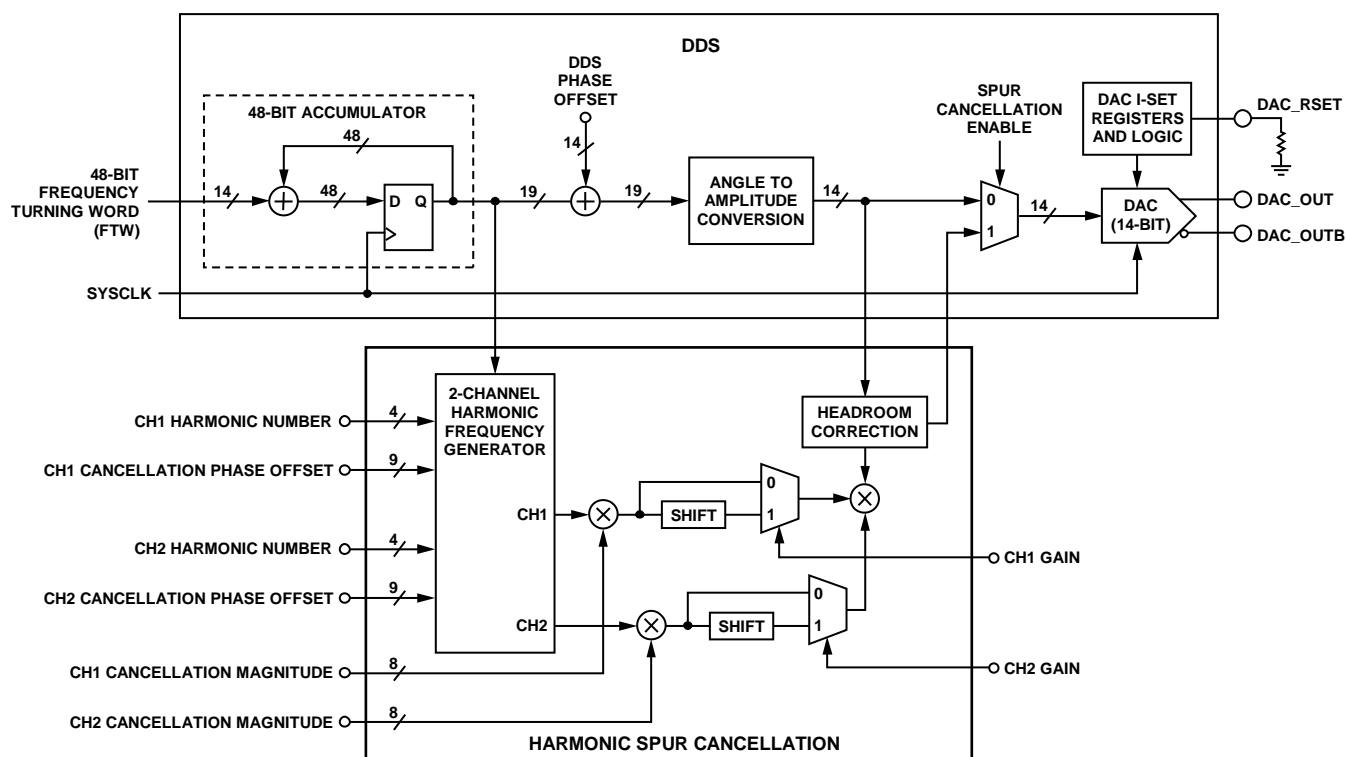 DDS
DDS
PHASE
OFFSET
48-BIT ACCUMULATOR
SPUR
CANCELLATION
ENABLE
DAC I-SET
REGISTERS
AND LOGIC
DAC_RSET
48
14
48-BIT
FREQUENCY
TURNING WORD
(FTW)
14
48
D Q
19
19
ANGLE TO
AMPLITUDE
CONVERSION
14
0
1
14
DAC
(14-BIT)
DAC_OUT
DAC_OUTB
SYSCLK
2-CHANNEL
HARMONIC
FREQUENCY
GENERATOR
CH1 HARMONIC NUMBER
4
HEADROOM
CORRECTION
CH1 CANCELLATION PHASE OFFSET
9
CH1
SHIFT
0
1
CH2 HARMONIC NUMBER
4
CH1 GAIN
CH2 CANCELLATION PHASE OFFSET
9
CH2
SHIFT
0
1
CH1 CANCELLATION MAGNITUDE
8
CH2 GAIN
CH2 CANCELLATION MAGNITUDE
8
HARMONIC SPUR CANCELLATION